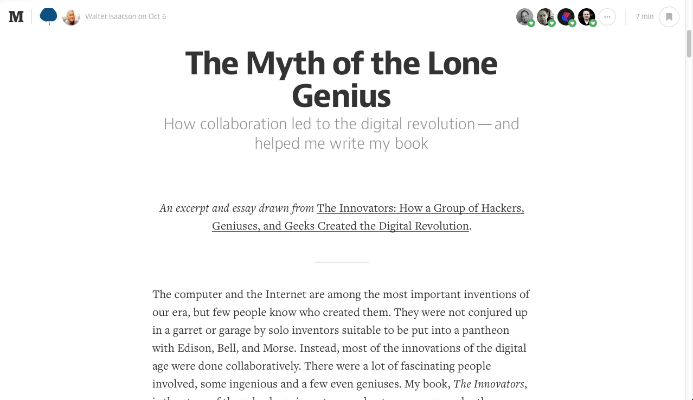 M Walter Isaacson on Oct 6 7 min
The Myth of the Lone
Genius
How collaboration led to the digital revolution — and
helped me write my book
An excerpt and essay drawn from The Innovators: How a Group of Hackers,
Geniuses, and Geeks Created the Digital Revolution.
The computer and the Internet are among the most important inventions of
our era, but few people know who created them. They were not conjured up
in a garret or garage by solo inventors suitable to be put into a pantheon
with Edison, Bell, and Morse. Instead, most of the innovations of the digital
age were done collaboratively. There were a lot of fascinating people
involved, some ingenious and a few even geniuses. My book, The Innovators,